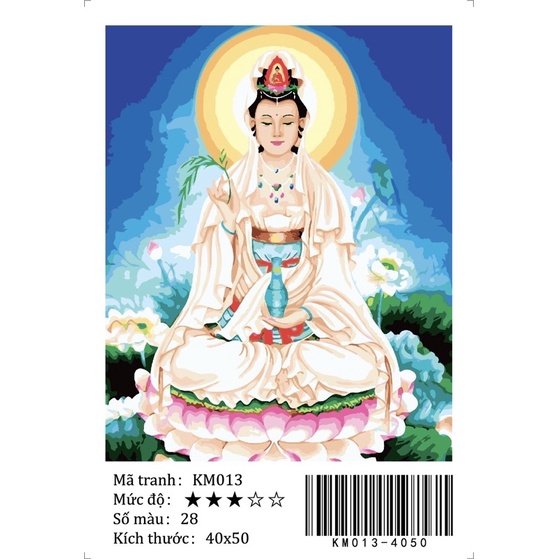 Mã tranh: KM013
Mức độ: ★★★☆☆
Số màu: 28
Kích thước: 40x50
KM013-4050